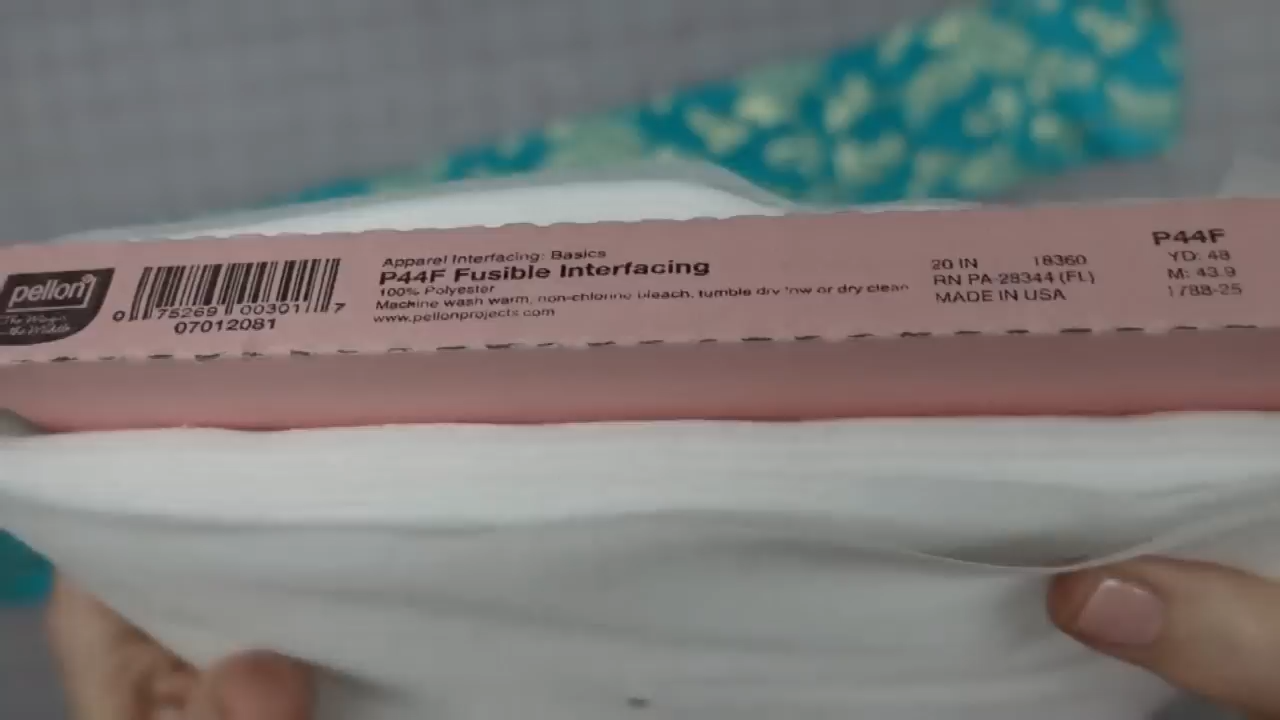 pellon®
The Magic's
in the Middle
0 75269 00301 7
07012081
Apparel Interfacing: Basics
P44F Fusible Interfacing
100% Polyester
Machine wash warm, non-chlorine bleach, tumble dry low or dry clean
www.pellonprojects.com
20 IN 18360
RN PA-28344 (FL)
MADE IN USA
P44F
YD: 48
M: 43.9
1788-25